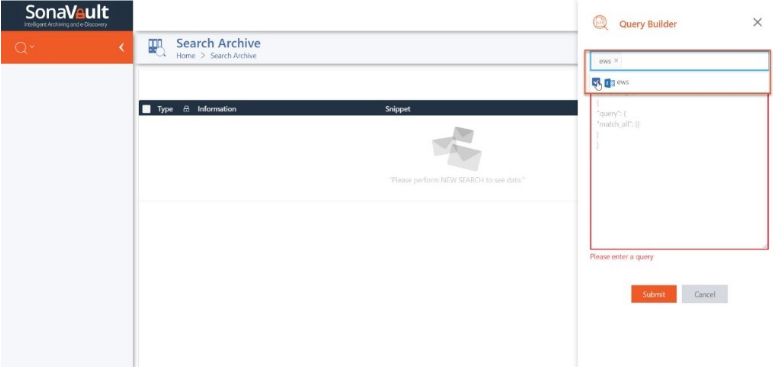 SonaVault
Intelligent Archiving and e-Discovery
Search Archive
Home > Search Archive
Type Information Snippet
"Please perform NEW SEARCH to see data."
Query Builder
ews ×
ews
{
"query": {
"match_all": {}
}
}
Please enter a query
Submit Cancel